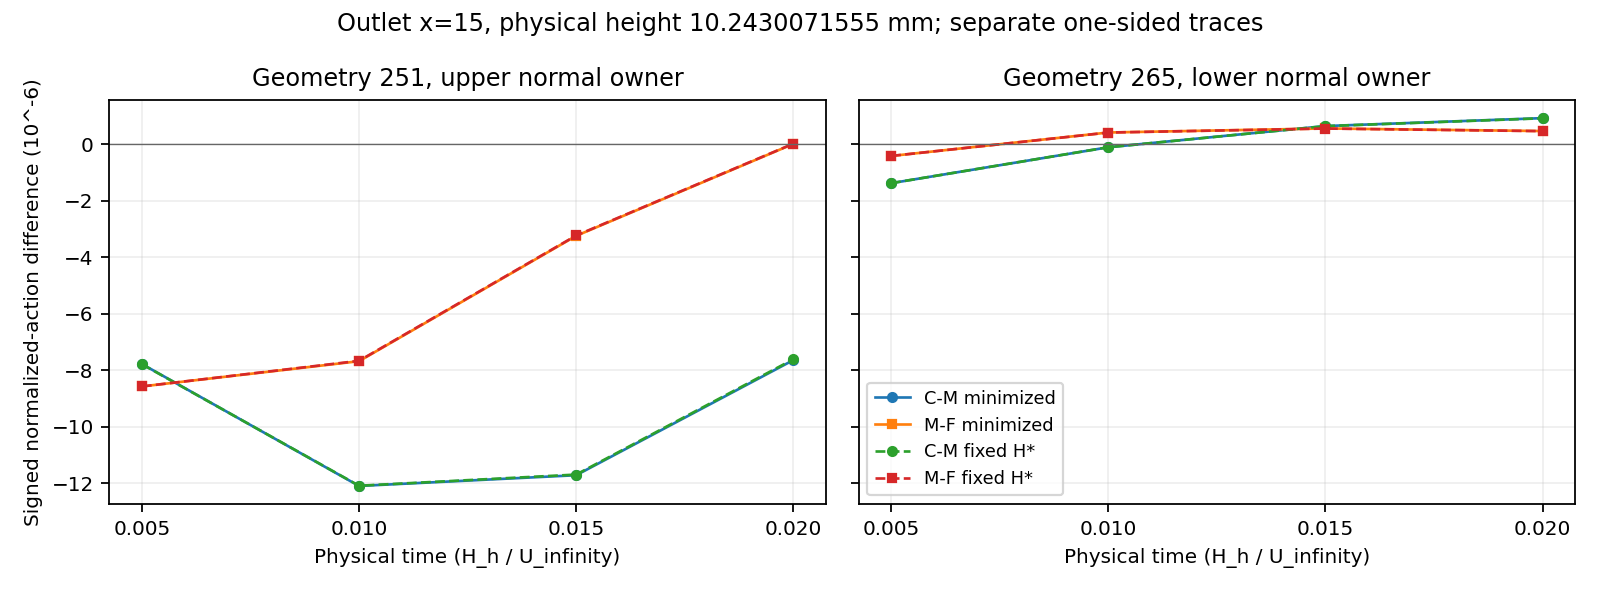 Outlet x=15, physical height 10.2430071555 mm; separate one-sided traces
Geometry 251, upper normal owner
Geometry 265, lower normal owner
Signed normalized-action difference (10^-6)
0
−2
−4
−6
−8
−10
−12
0.005 0.010 0.015 0.020
Physical time (H_h / U_infinity)
C-M minimized
M-F minimized
C-M fixed H*
M-F fixed H*
0.005 0.010 0.015 0.020
Physical time (H_h / U_infinity)